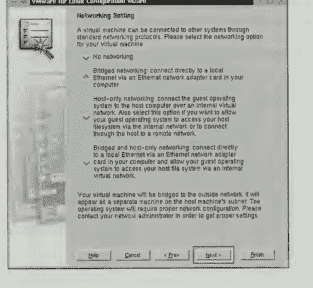 VMware for Linux Configuration Wizard
Networking Setting
A virtual machine can be connected to other systems through
standard networking protocols. Please select the networking option
for your virtual machine
No networking
Bridged networking: connect directly to a local
Ethernet via an Ethernet network adapter card in your
computer
Host-only networking: connect the guest operating
system to the host computer over an internal virtual
network. Also select this option if you want to allow
your guest operating system to access your host
filesystem via the internal network or to connect
through the host to a remote network.
Bridged and host-only networking: connect directly
to a local Ethernet via an Ethernet network adapter
card in your computer and allow your guest operating
system to access your host file system via an internal
virtual network.
Your virtual machine will be bridged to the outside network. It will
appear as a separate machine on the host machine's subnet. The
operating system will require proper network configuration. Please
contact your network administrator in order to get proper settings.
Help Cancel < Prev Next > Finish